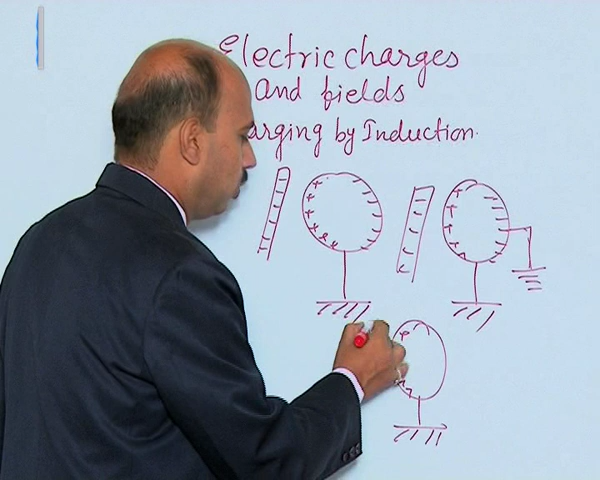 Electric charges
and fields
arging by Induction.